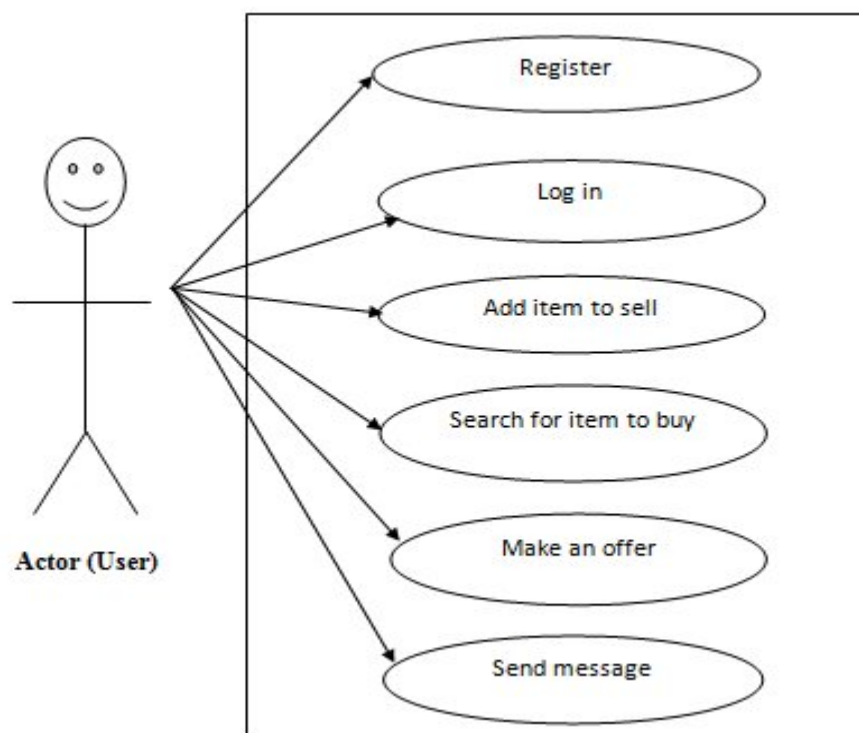 Register
Log in
Add item to sell
Search for item to buy
Make an offer
Actor (User)
Send message